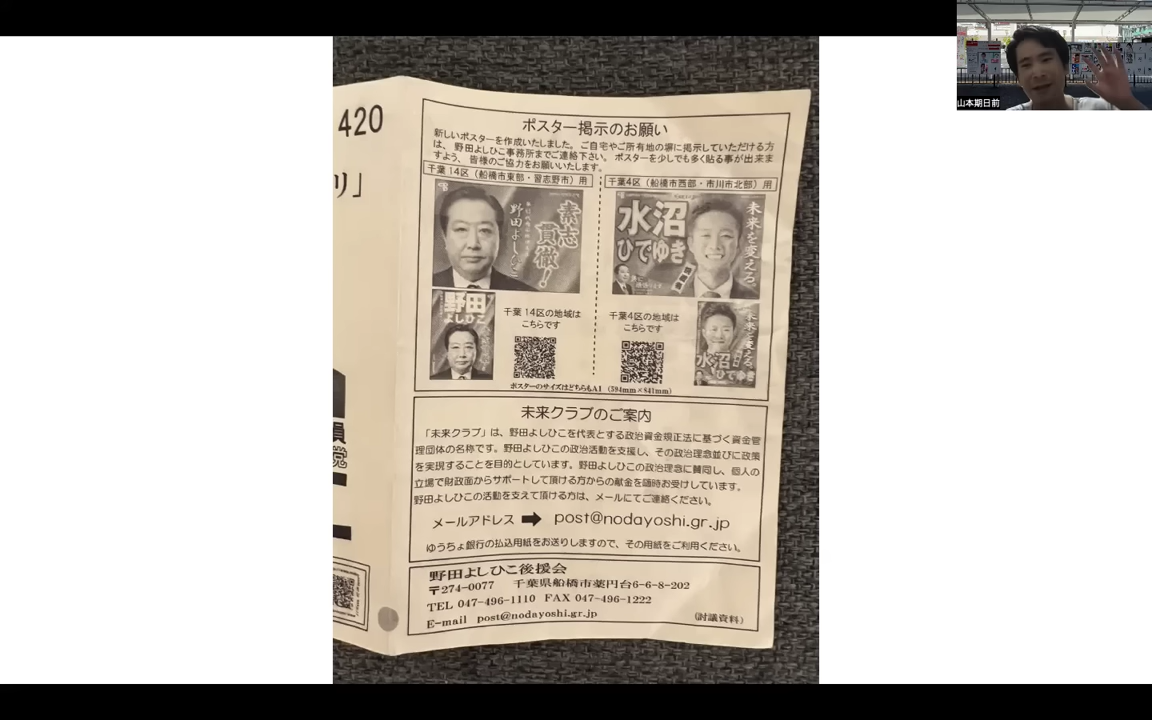 山本期日前
420
リ」
ポスター掲示のお願い
新しいポスターを作成いたしました。ご自宅やご所有地の塀に掲示していただける方
は、野田よしひこ事務所までご連絡下さい。ポスターを少しでも多く貼る事が出来ま
すよう、皆様のご協力をお願いいたします。
千葉14区(船橋市東部・習志野市)用
千葉4区(船橋市西部・市川市北部)用
素志
貫徹!
野田よしひこ
水沼
ひでゆき
未来を変える。
野田
よしひこ
千葉14区の地域は
こちらです
千葉4区の地域は
こちらです
未来を変える。
水沼
ひでゆき
ポスターのサイズはどちらもA1(594mm×841mm)
未来クラブのご案内
「未来クラブ」は、野田よしひこを代表とする政治資金規正法に基づく資金管
理団体の名称です。野田よしひこの政治活動を支援し、その政治理念並びに政策
を実現することを目的としています。野田よしひこの政治理念に賛同し、個人の
立場で財政面からサポートして頂ける方からの献金を随時お受けしています。
野田よしひこの活動を支えて頂ける方は、メールにてご連絡ください。
メールアドレス ➡ post@nodayoshi.gr.jp
ゆうちょ銀行の払込用紙をお送りしますので、その用紙をご利用ください。
野田よしひこ後援会
〒274-0077 千葉県船橋市薬円台6-6-8-202
TEL 047-496-1110 FAX 047-496-1222
E-mail post@nodayoshi.gr.jp
(討議資料)
員
党